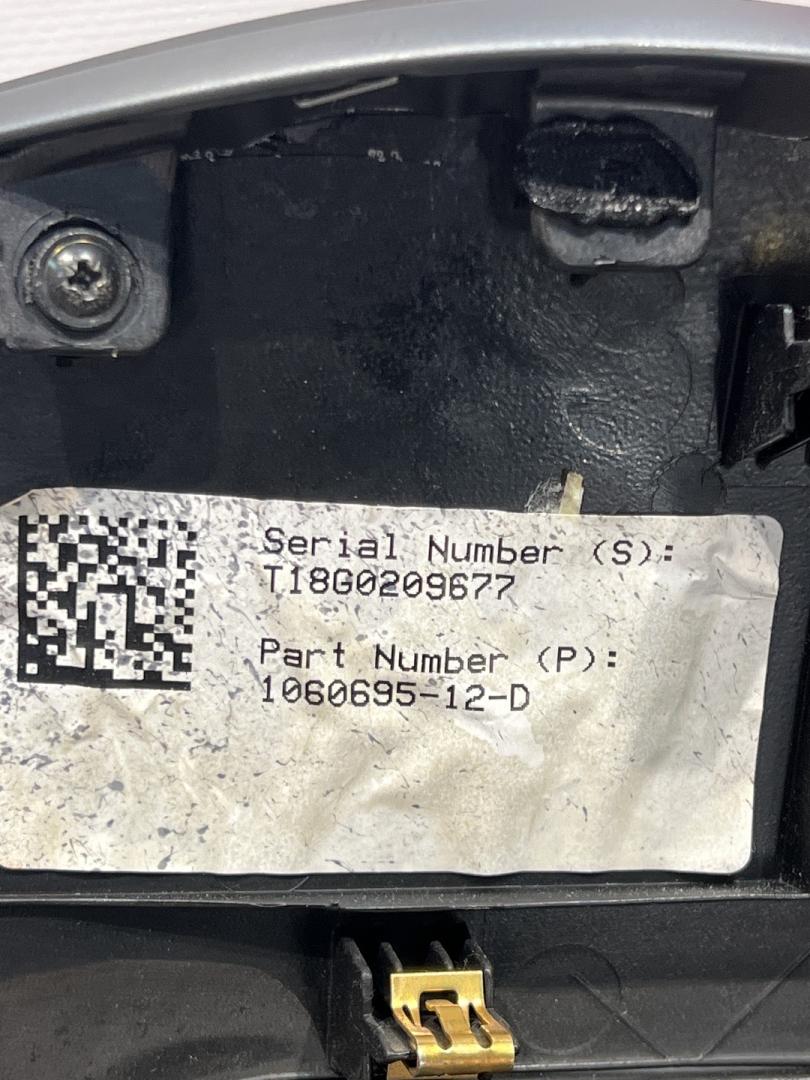 Serial Number (S):
T18G0209677
Part Number (P):
1060695-12-D